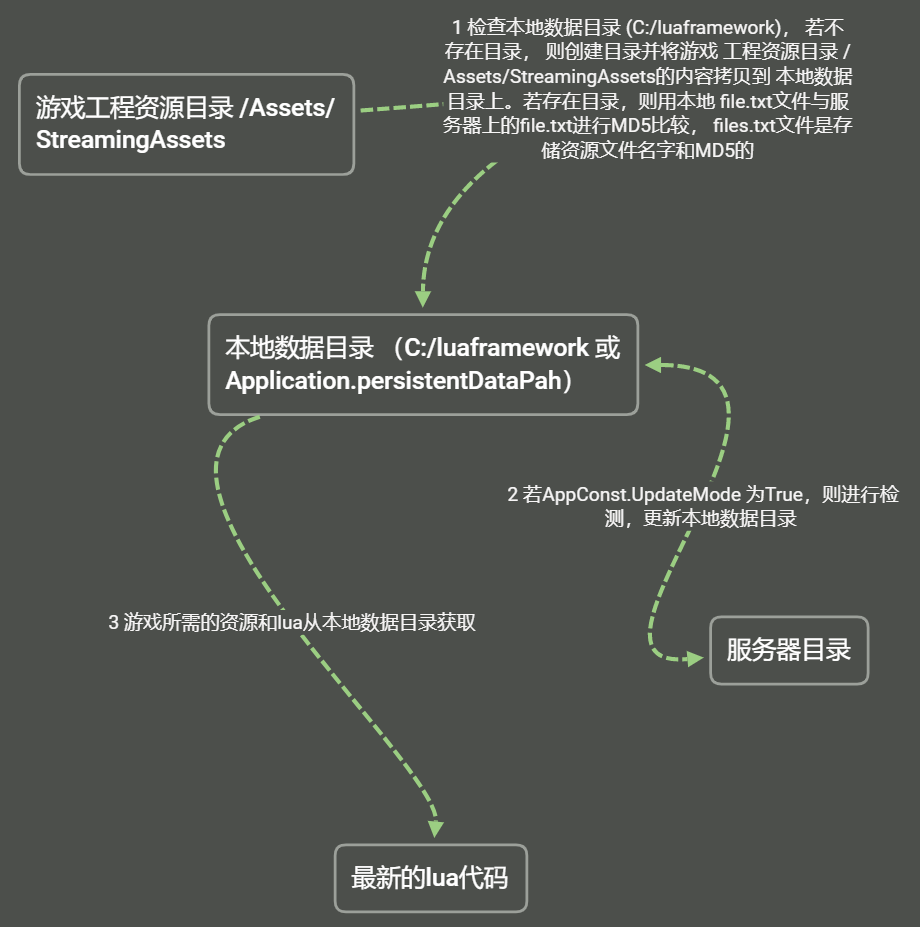 1 检查本地数据目录 (C:/luaframework)， 若不
存在目录， 则创建目录并将游戏 工程资源目录 /
Assets/StreamingAssets的内容拷贝到 本地数据
目录上。若存在目录，则用本地 file.txt文件与服
务器上的file.txt进行MD5比较， files.txt文件是存
储资源文件名字和MD5的
游戏工程资源目录 /Assets/
StreamingAssets
本地数据目录 （C:/luaframework 或
Application.persistentDataPah）
2 若AppConst.UpdateMode 为True，则进行检
测，更新本地数据目录
3 游戏所需的资源和lua从本地数据目录获取
服务器目录
最新的lua代码